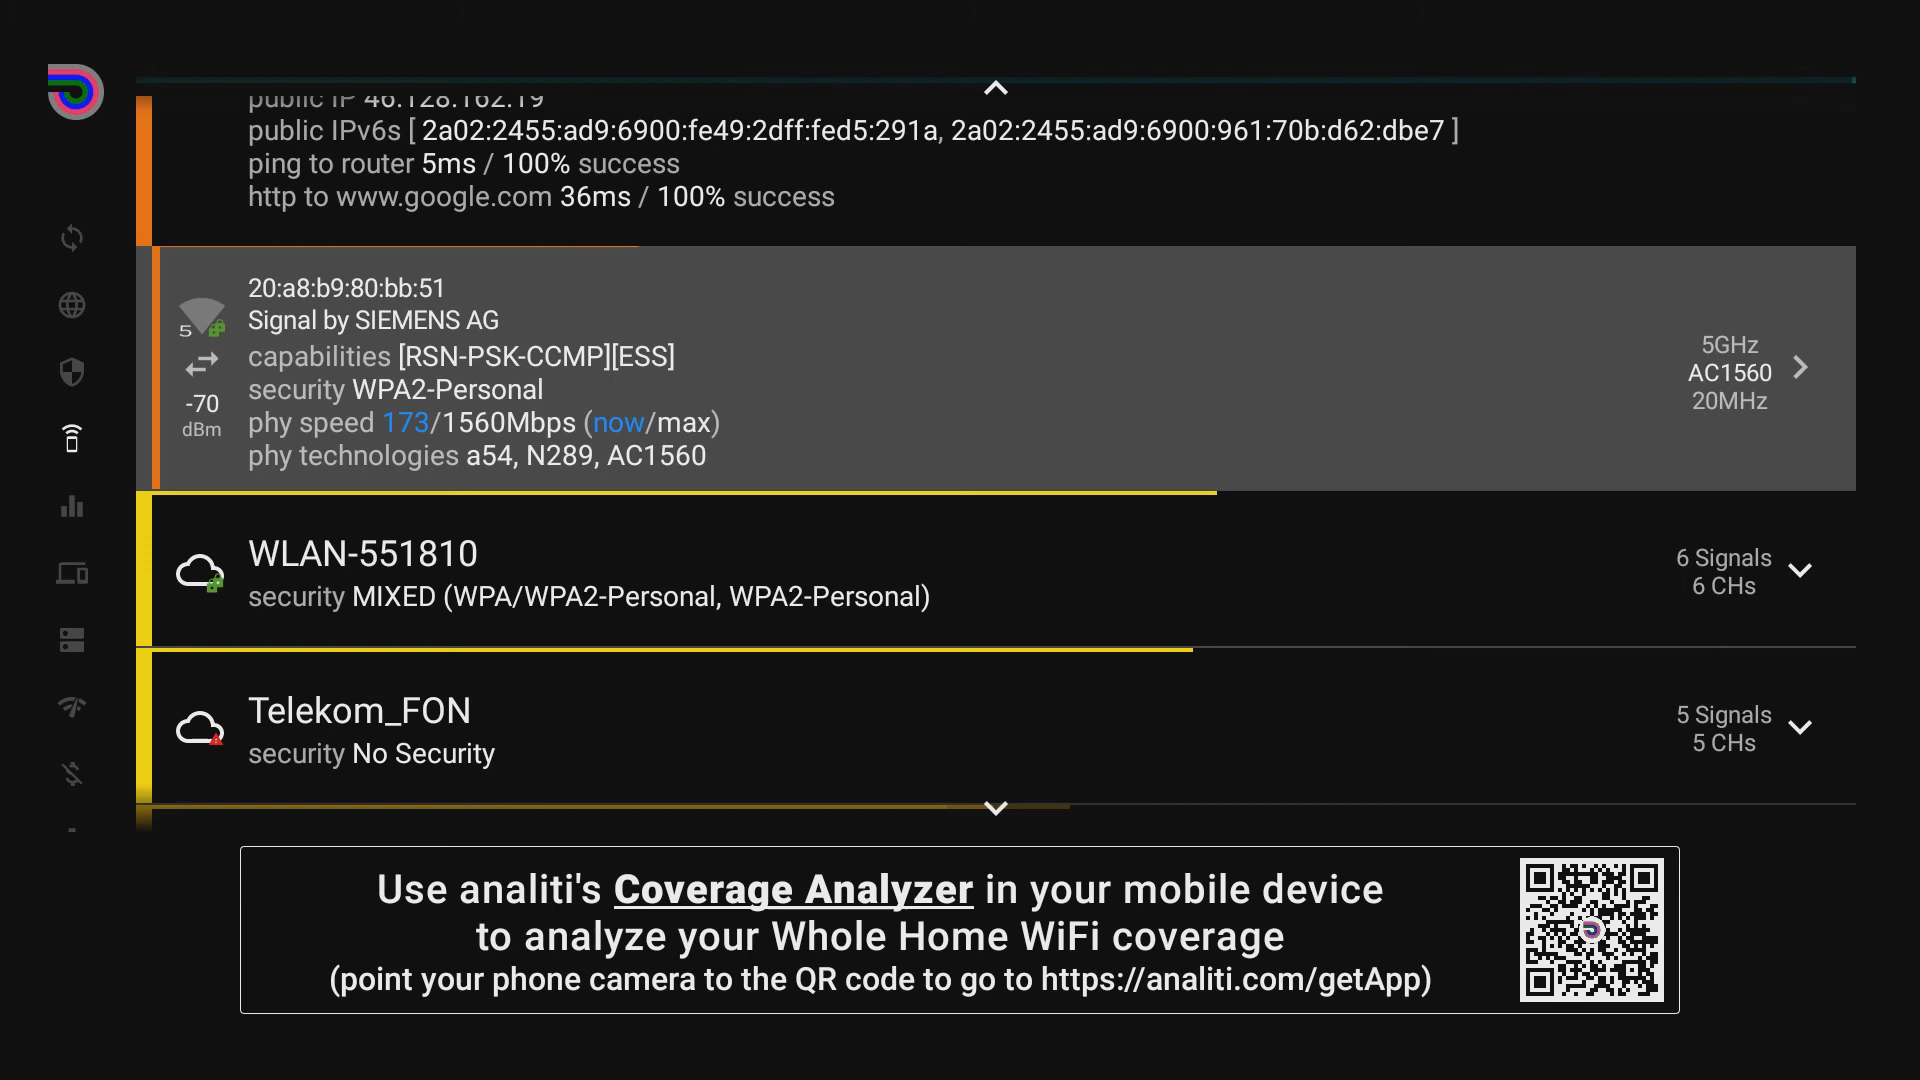 public IP 46.128.162.19
public IPv6s [ 2a02:2455:ad9:6900:fe49:2dff:fed5:291a, 2a02:2455:ad9:6900:961:70b:d62:dbe7 ]
ping to router 5ms / 100% success
http to www.google.com 36ms / 100% success
20:a8:b9:80:bb:51
Signal by SIEMENS AG
capabilities [RSN-PSK-CCMP][ESS]
security WPA2-Personal
phy speed 173/1560Mbps (now/max)
phy technologies a54, N289, AC1560
5
-70
dBm
5GHz
AC1560
20MHz
WLAN-551810
security MIXED (WPA/WPA2-Personal, WPA2-Personal)
6 Signals
6 CHs
Telekom_FON
security No Security
5 Signals
5 CHs
Use analiti's Coverage Analyzer in your mobile device
to analyze your Whole Home WiFi coverage
(point your phone camera to the QR code to go to https://analiti.com/getApp)